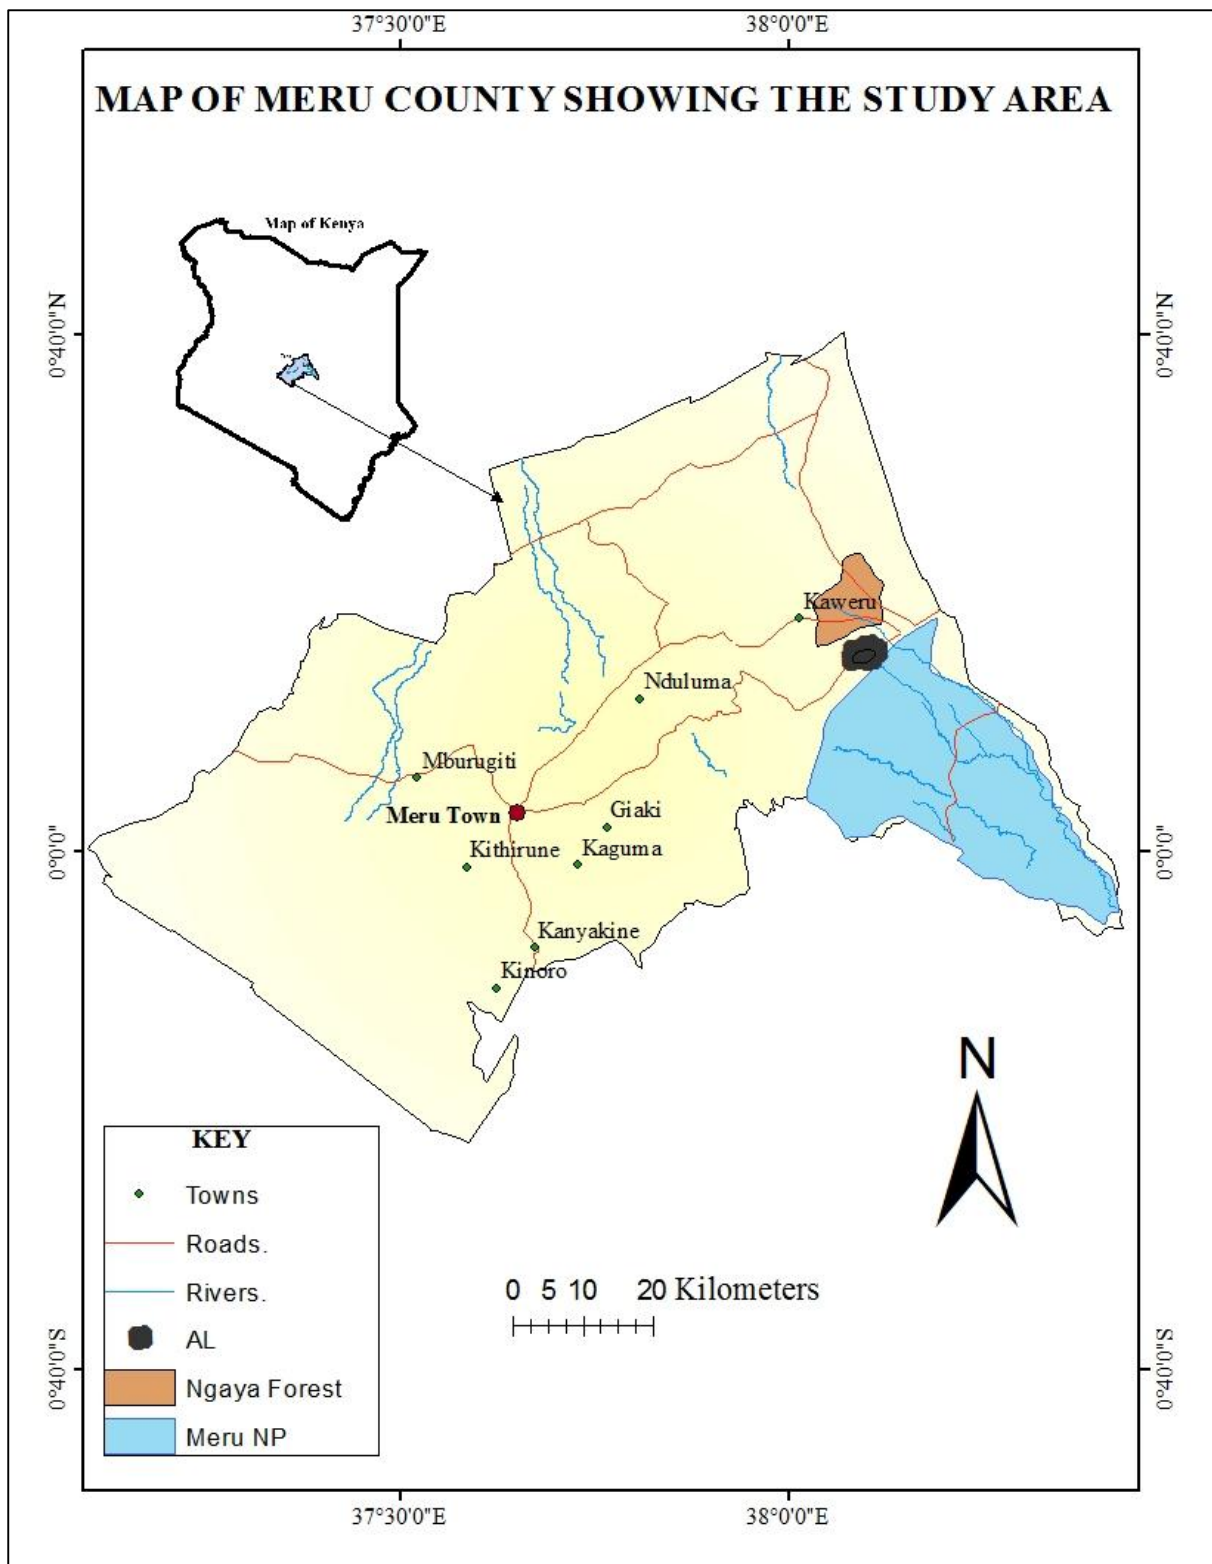 37°30'0"E
38°0'0"E
MAP OF MERU COUNTY SHOWING THE STUDY AREA
Map of Kenya
0°40'0"N
0°40'0"N
Kaweru
Nduluma
Mburugiti
Meru Town
Giaki
Kithirune
Kaguma
0°0'0"
0°0'0"
Kanyakine
Kinoro
N
KEY
Towns
Roads.
Rivers.
AL
Ngaya Forest
Meru NP
0 5 10 20 Kilometers
0°40'0"S
0°40'0"S
37°30'0"E
38°0'0"E